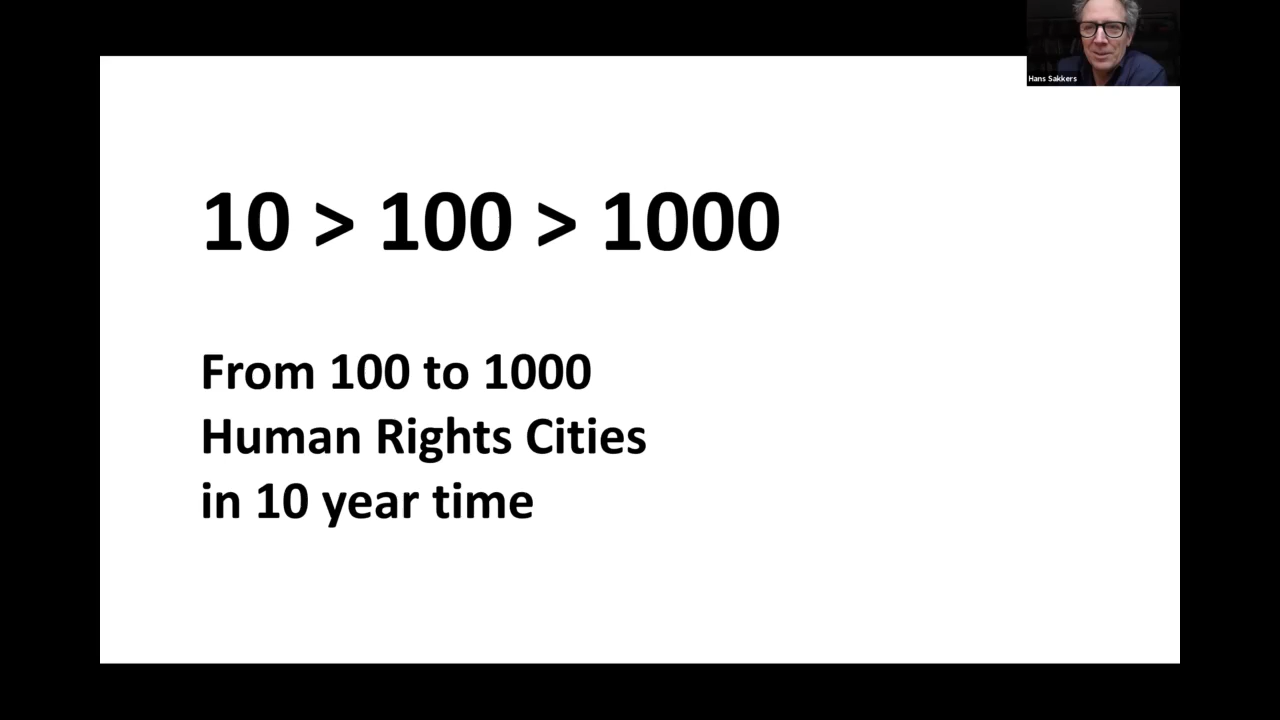 Hans Sakkers
10 > 100 > 1000
From 100 to 1000
Human Rights Cities
in 10 year time